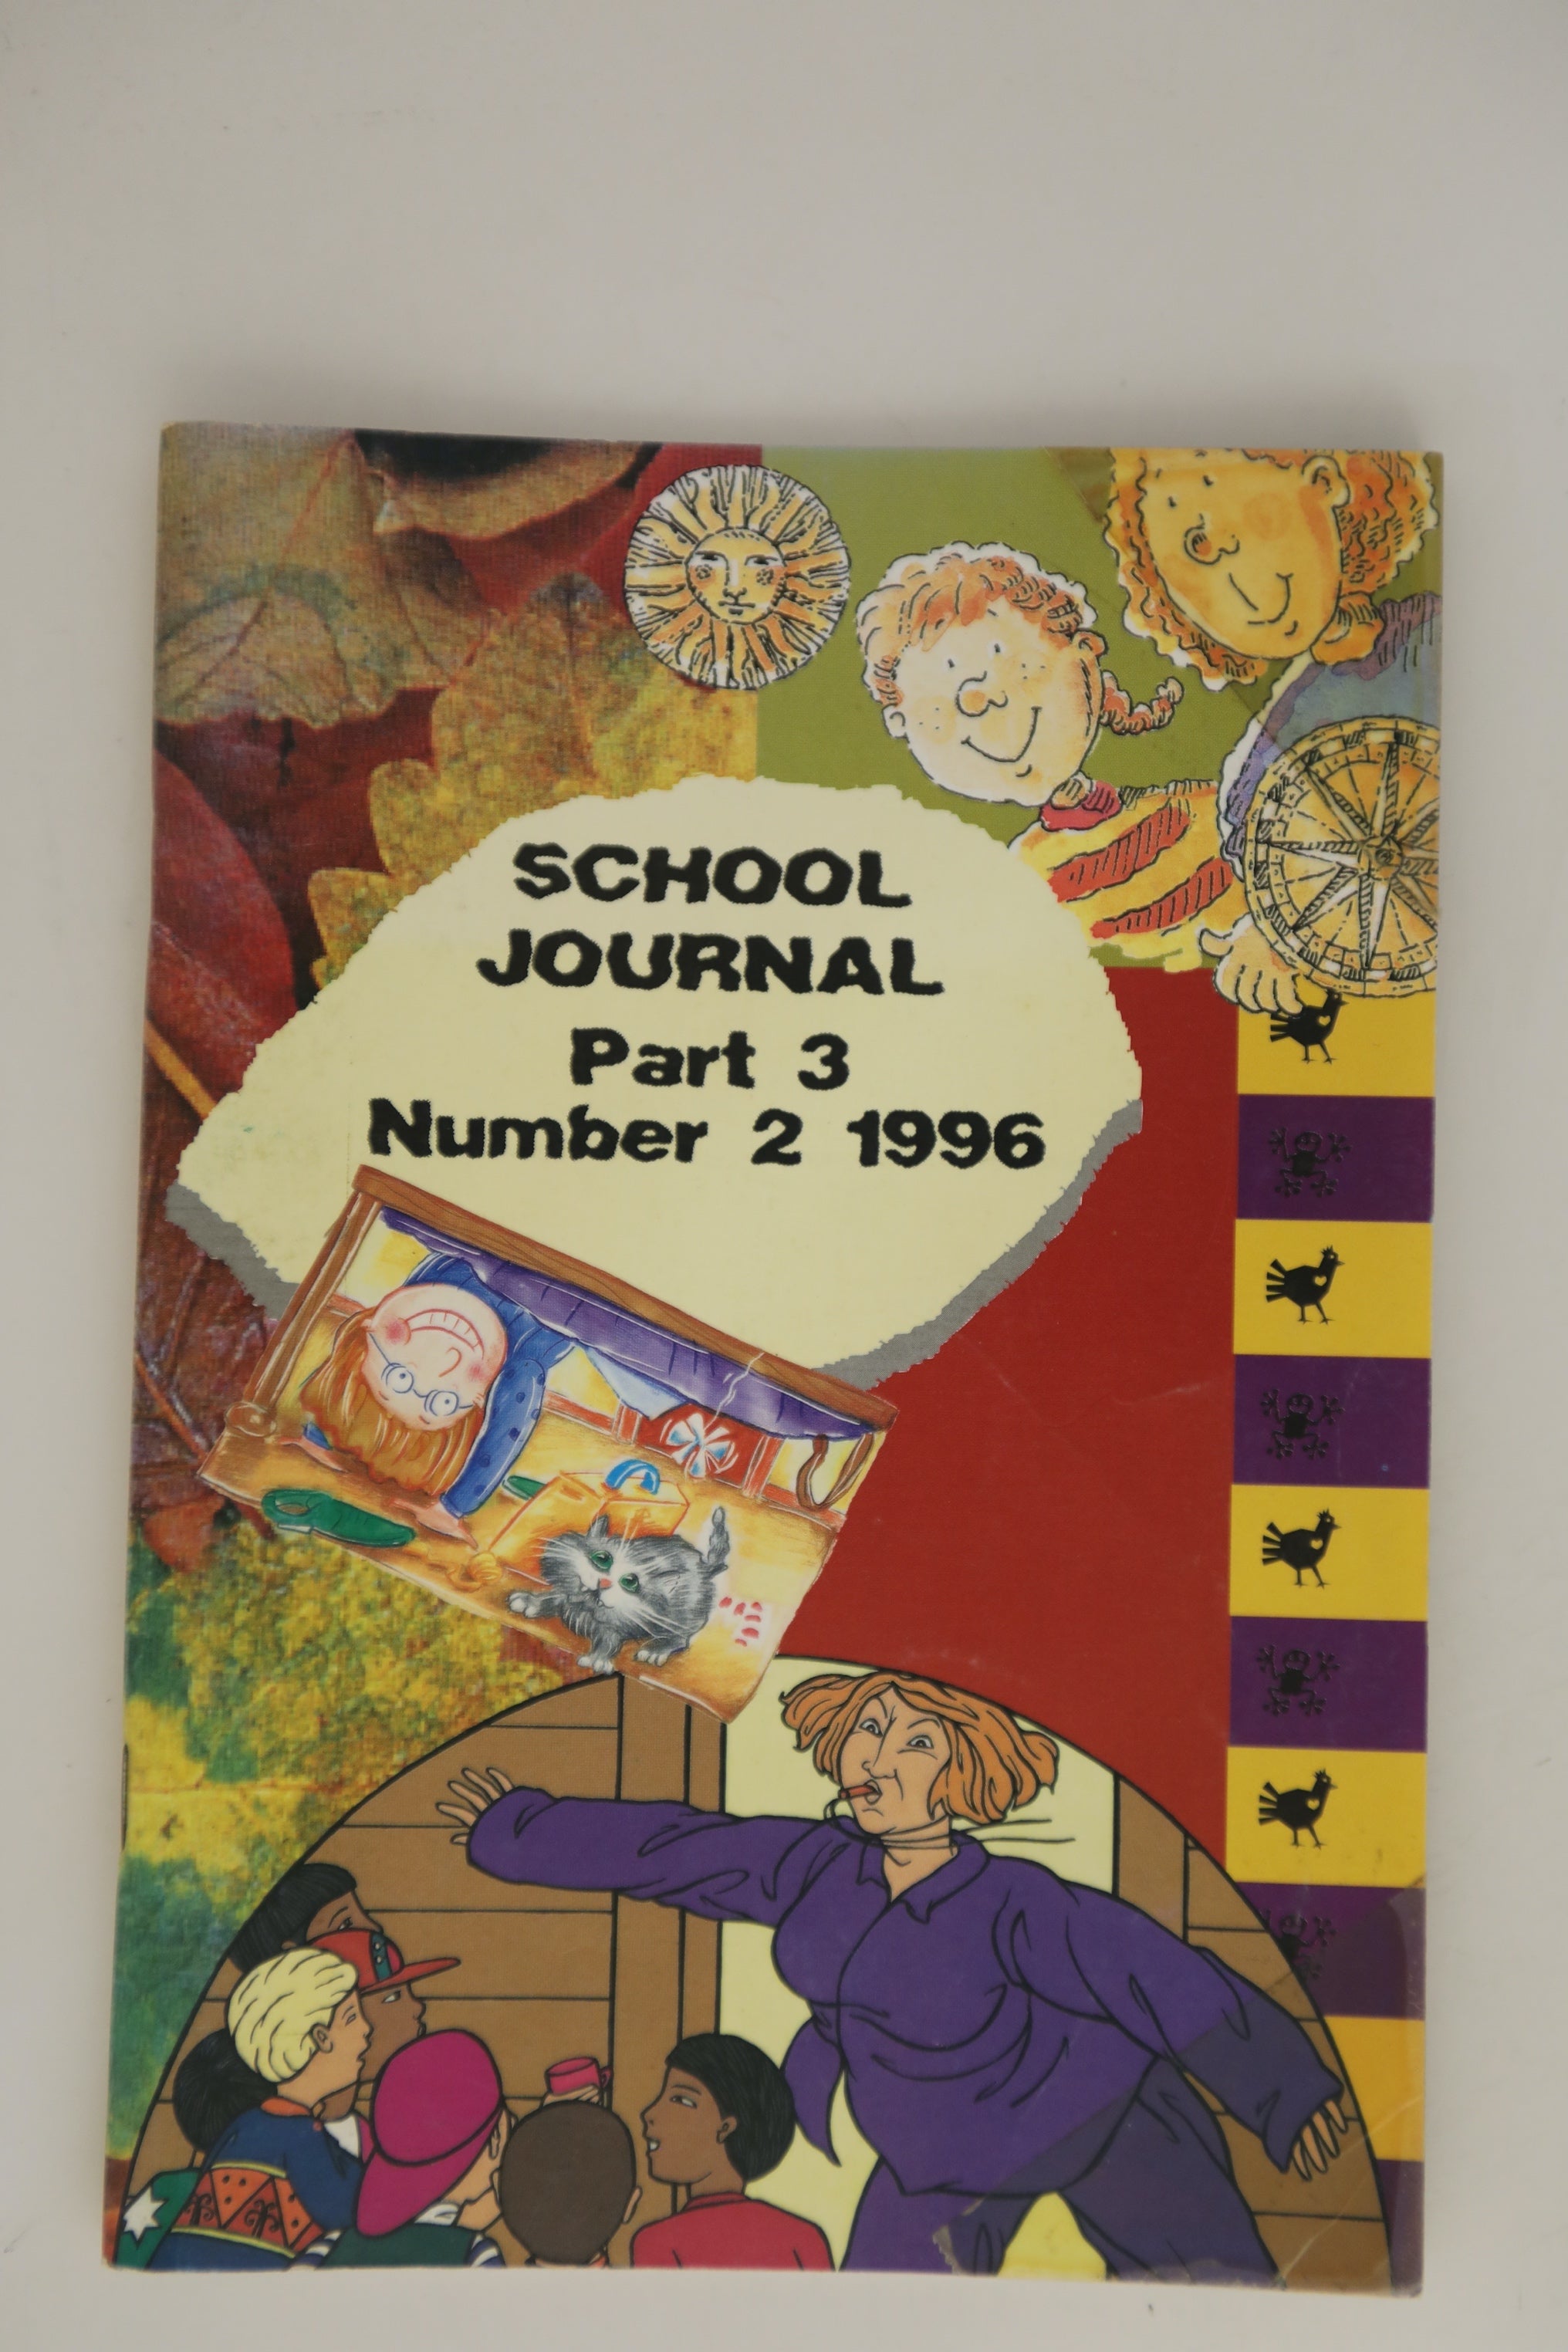 SCHOOL
JOURNAL
Part 3
Number 2 1996